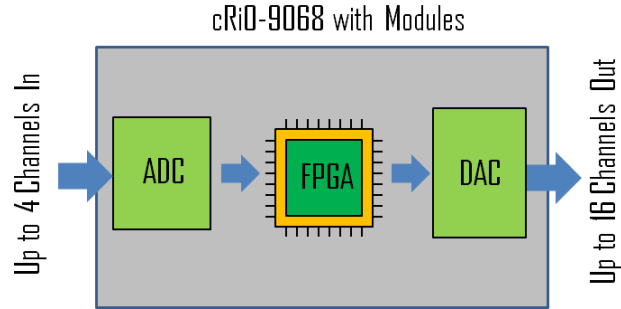 cRiO-9068 with Modules
Up to 4 Channels In
ADC
FPGA
DAC
Up to 16 Channels Out